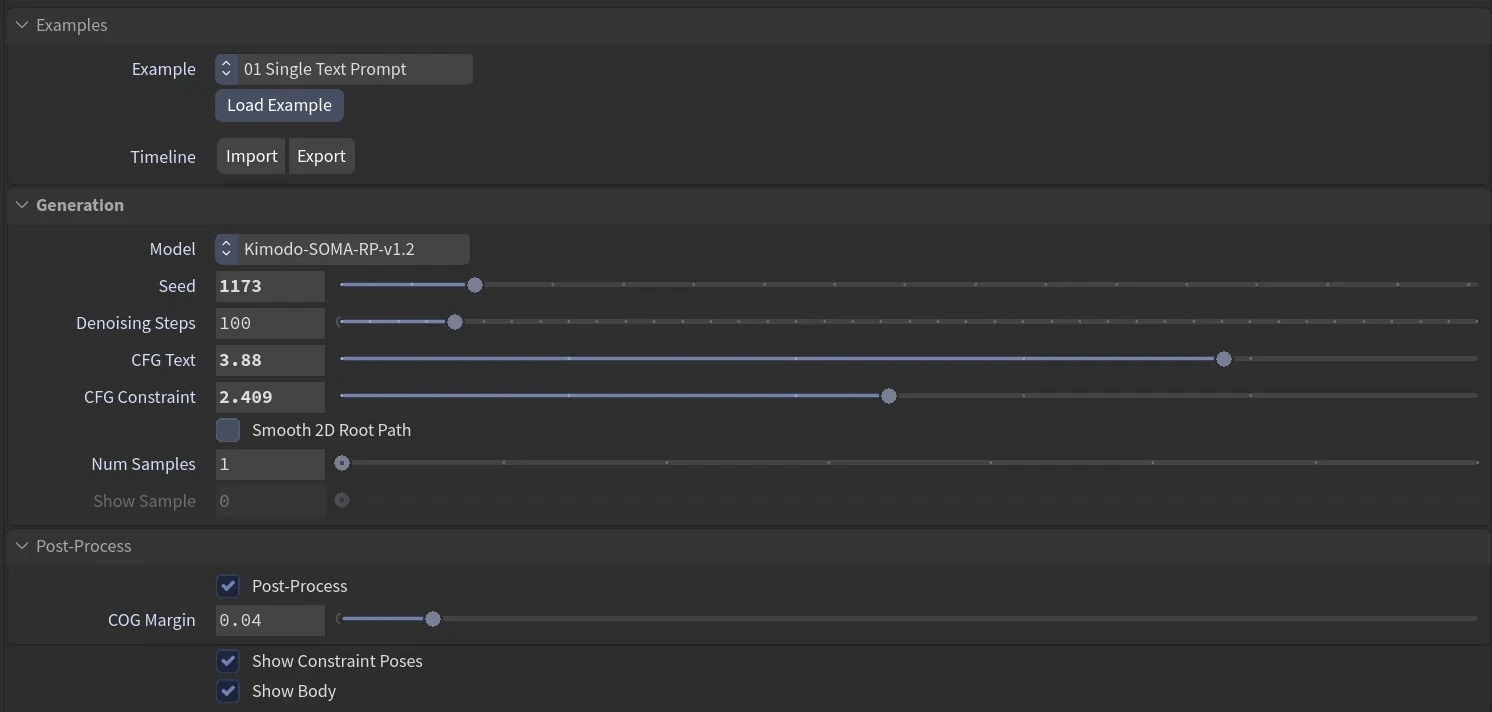 Examples
Example 01 Single Text Prompt
Load Example
Timeline Import Export
Generation
Model Kimodo-SOMA-RP-v1.2
Seed 1173
Denoising Steps 100
CFG Text 3.88
CFG Constraint 2.409
Smooth 2D Root Path
Num Samples 1
Show Sample 0
Post-Process
Post-Process
COG Margin 0.04
Show Constraint Poses
Show Body